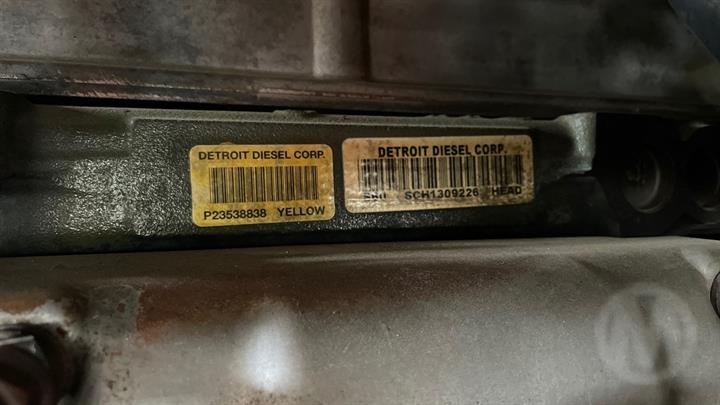 DETROIT DIESEL CORP.
P23538838 YELLOW
DETROIT DIESEL CORP.
SCH1309226 HEAD